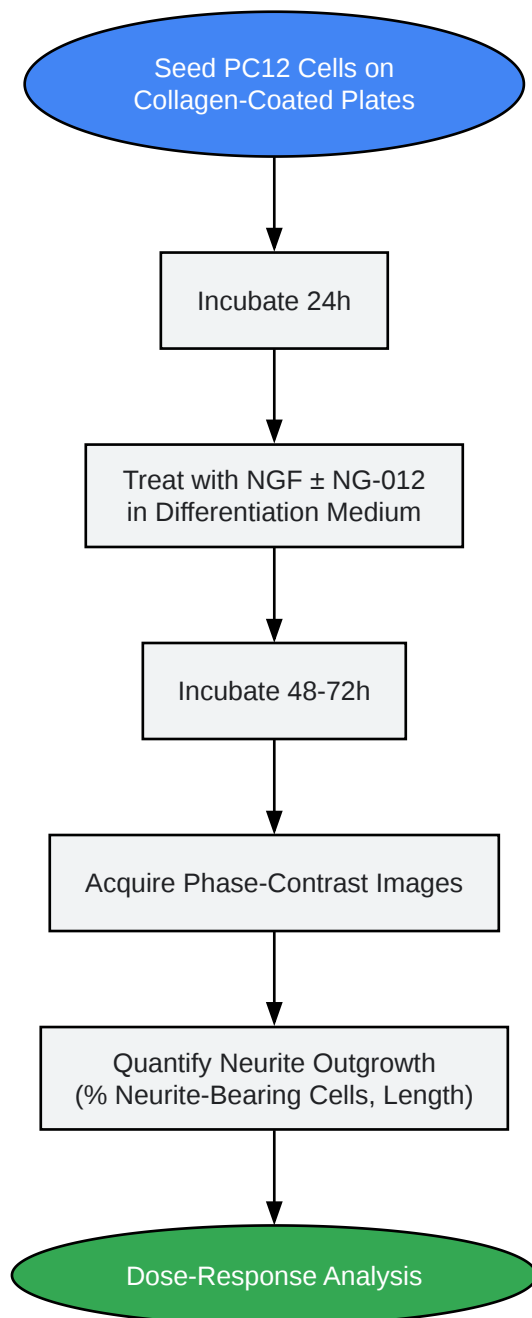 Seed PC12 Cells on
Collagen-Coated Plates
Incubate 24h
Treat with NGF ± NG-012
in Differentiation Medium
Incubate 48-72h
Acquire Phase-Contrast Images
Quantify Neurite Outgrowth
(% Neurite-Bearing Cells, Length)
Dose-Response Analysis